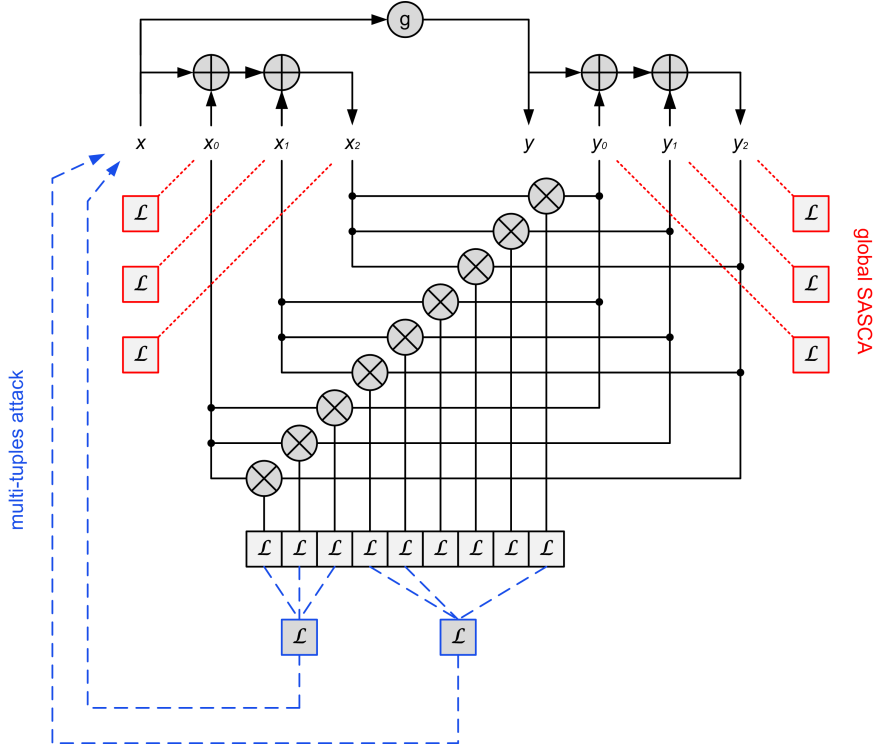 g
x x₀ x₁ x₂ y y₀ y₁ y₂
ℒ ℒ
ℒ ℒ
ℒ ℒ
global SASCA
multi-tuples attack
ℒ ℒ ℒ ℒ ℒ ℒ ℒ ℒ ℒ
ℒ ℒ